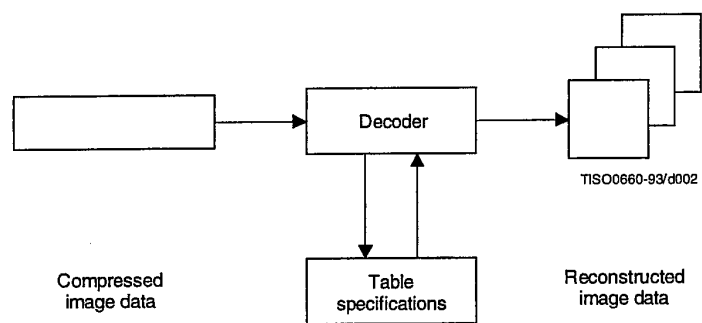 Decoder
TISO0660-93/d002
Compressed
image data
Table
specifications
Reconstructed
image data